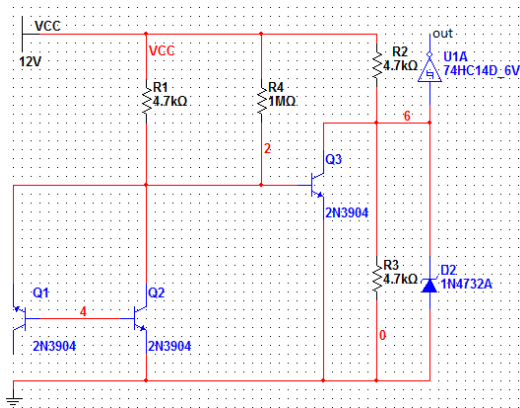 VCC
VCC
12V
out
R2
4.7kΩ
U1A
74HC14D_6V
R1
4.7kΩ
R4
1MΩ
6
2
Q3
2N3904
R3
4.7kΩ
D2
1N4732A
Q1
4
Q2
2N3904
2N3904
0